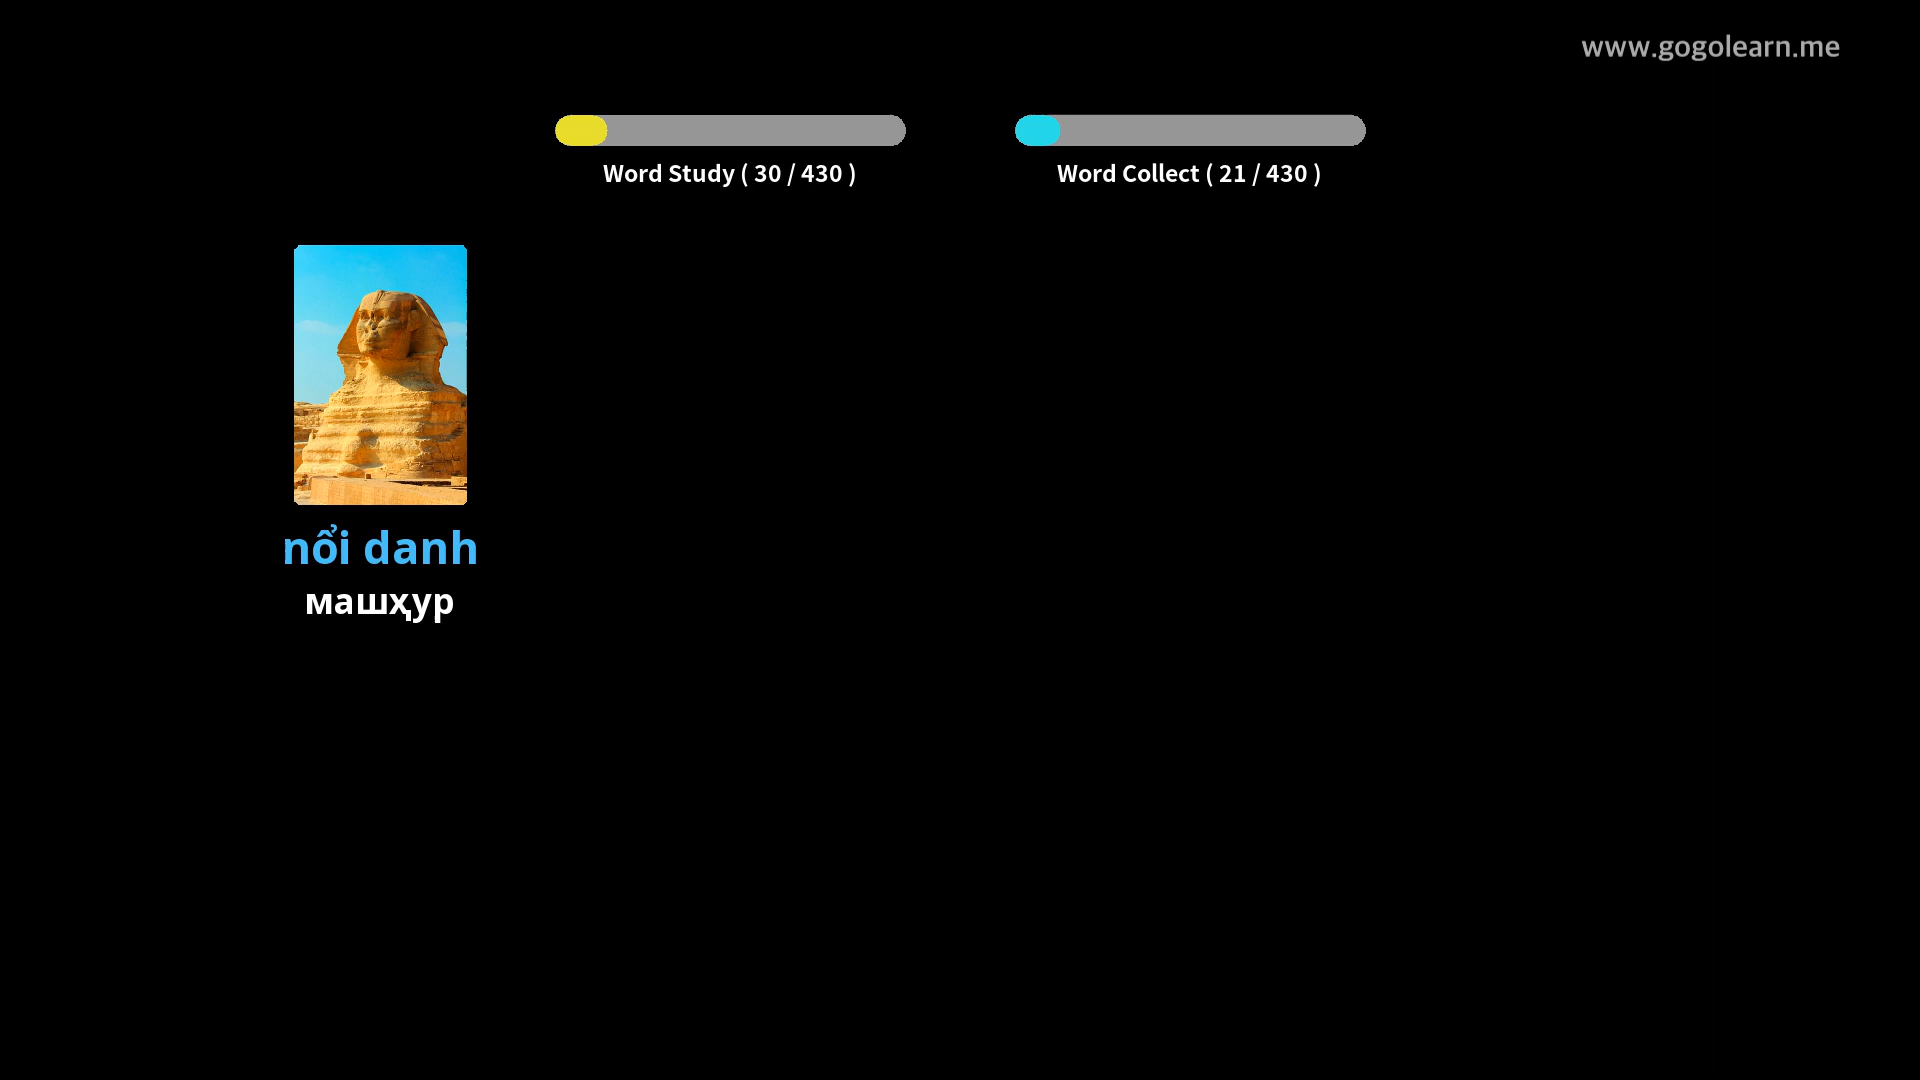 www.gogolearn.me
Word Study ( 30 / 430 )
Word Collect ( 21 / 430 )
nổi danh
машҳур